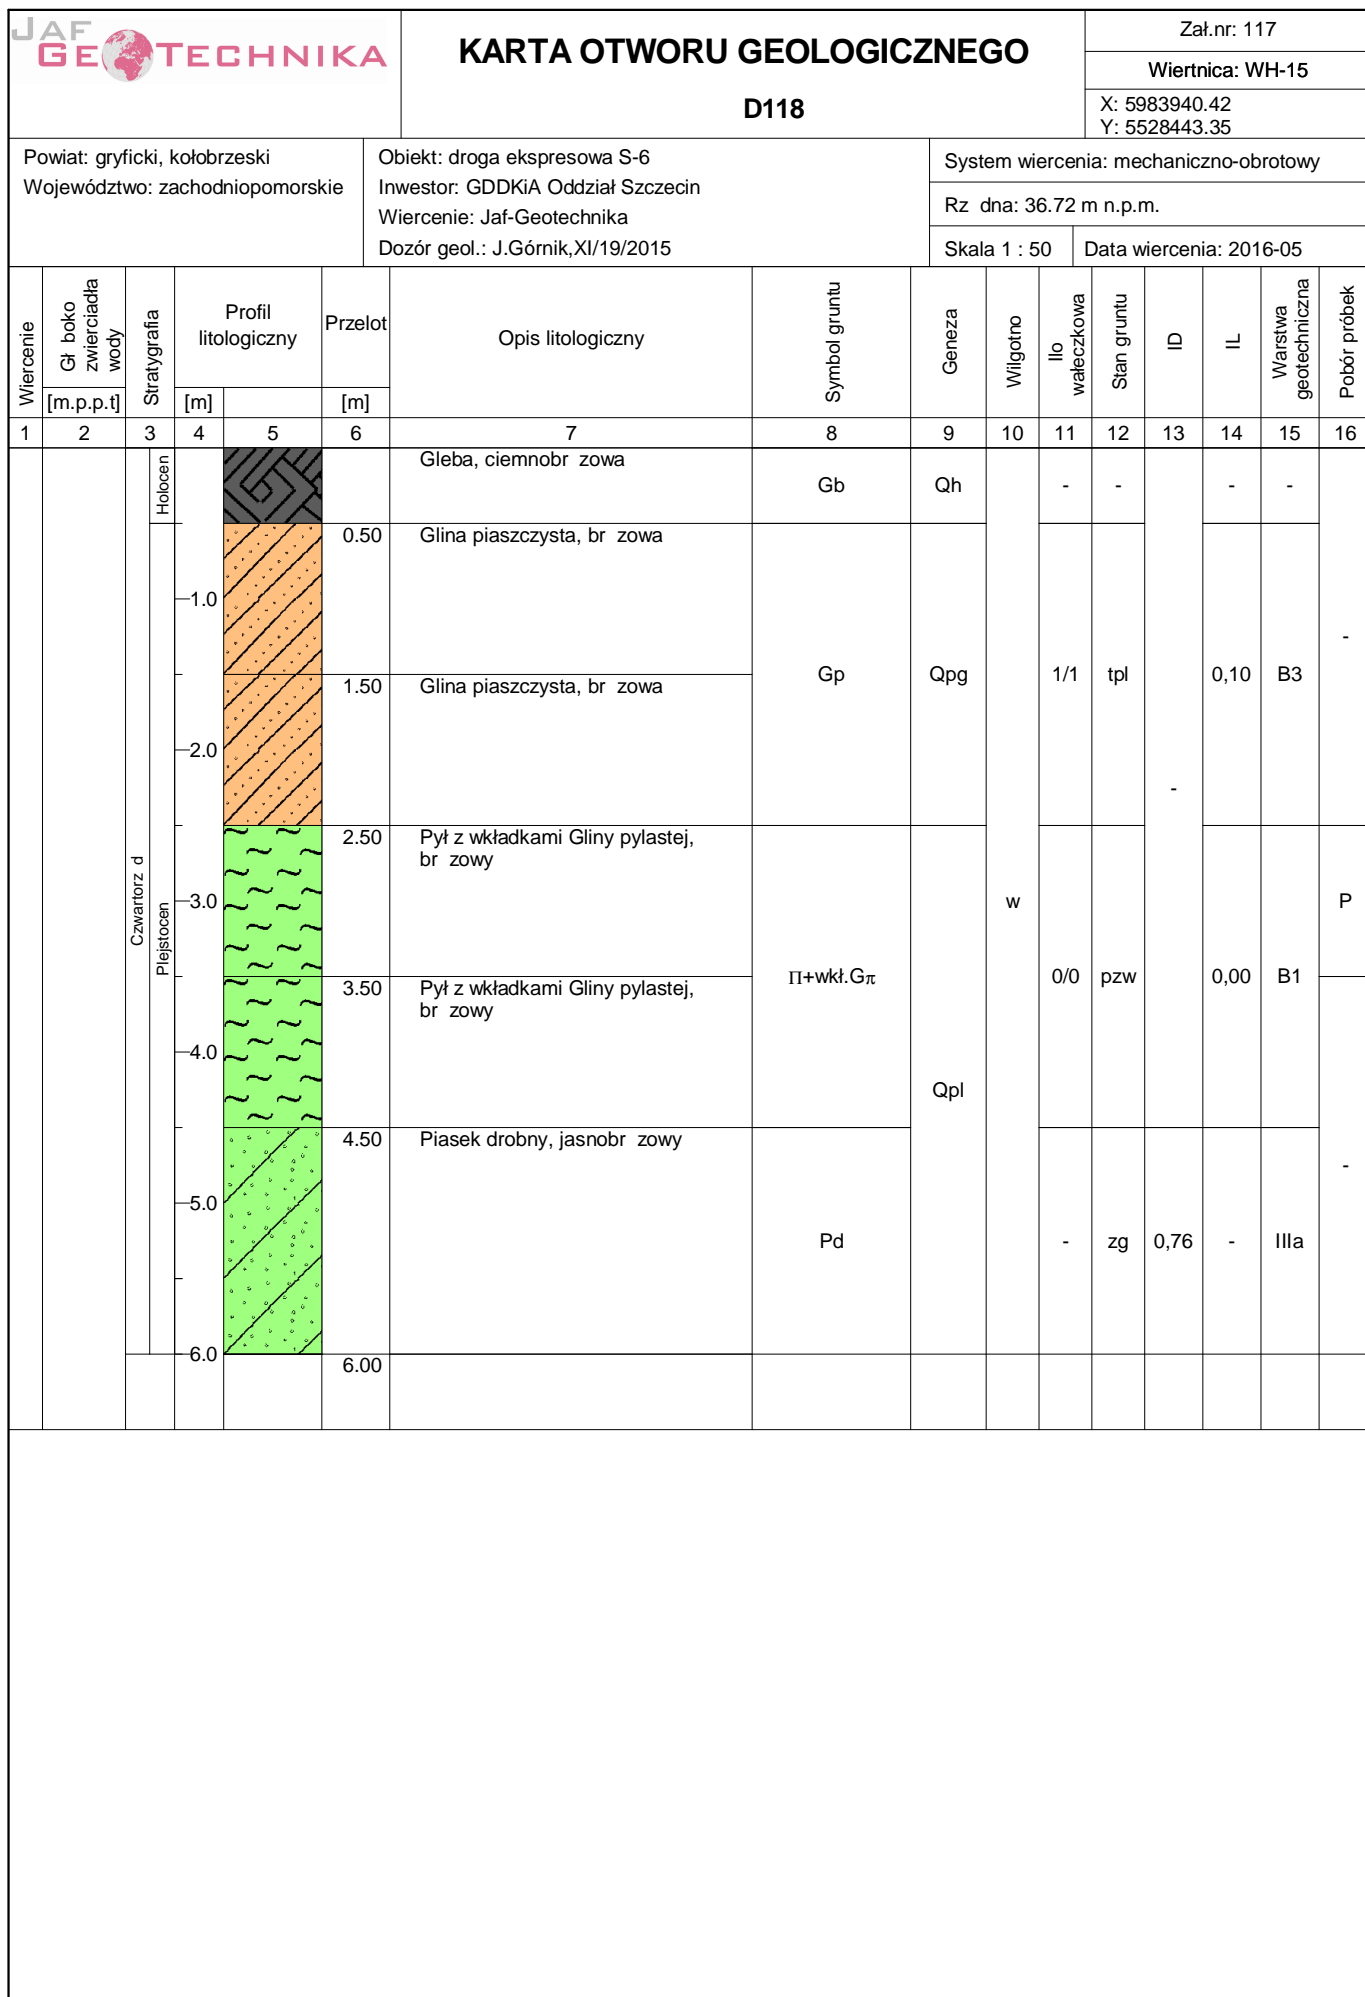 JAF
GEOTECHNIKA
KARTA OTWORU GEOLOGICZNEGO
D118
Zał.nr: 117
Wiertnica: WH-15
X: 5983940.42
Y: 5528443.35
Powiat: gryficki, kołobrzeski
Województwo: zachodniopomorskie
Obiekt: droga ekspresowa S-6
Inwestor: GDDKiA Oddział Szczecin
Wiercenie: Jaf-Geotechnika
Dozór geol.: J.Górnik,XI/19/2015
System wiercenia: mechaniczno-obrotowy
Rz dna: 36.72 m n.p.m.
Skala 1 : 50
Data wiercenia: 2016-05
Wiercenie
Gł boko
zwierciadła
wody
[m.p.p.t]
Stratygrafia
Profil
litologiczny
[m]
Przelot
[m]
Opis litologiczny
Symbol gruntu
Geneza
Wilgotno
Ilo
wałeczkowa
Stan gruntu
ID
IL
Warstwa
geotechniczna
Pobór próbek
1 2 3 4 5 6 7 8 9 10 11 12 13 14 15 16
Holocen
Gleba, ciemnobr zowa
Gb Qh - - - -
0.50 Glina piaszczysta, br zowa
1.0
-
Gp Qpg 1/1 tpl 0,10 B3
1.50 Glina piaszczysta, br zowa
2.0
-
2.50 Pył z wkładkami Gliny pylastej,
br zowy
Czwartorz d
Plejstocen
3.0
w
P
Π+wkł.Gπ 0/0 pzw 0,00 B1
3.50 Pył z wkładkami Gliny pylastej,
br zowy
4.0
Qpl
4.50 Piasek drobny, jasnobr zowy
-
5.0
Pd - zg 0,76 - IIIa
6.0
6.00